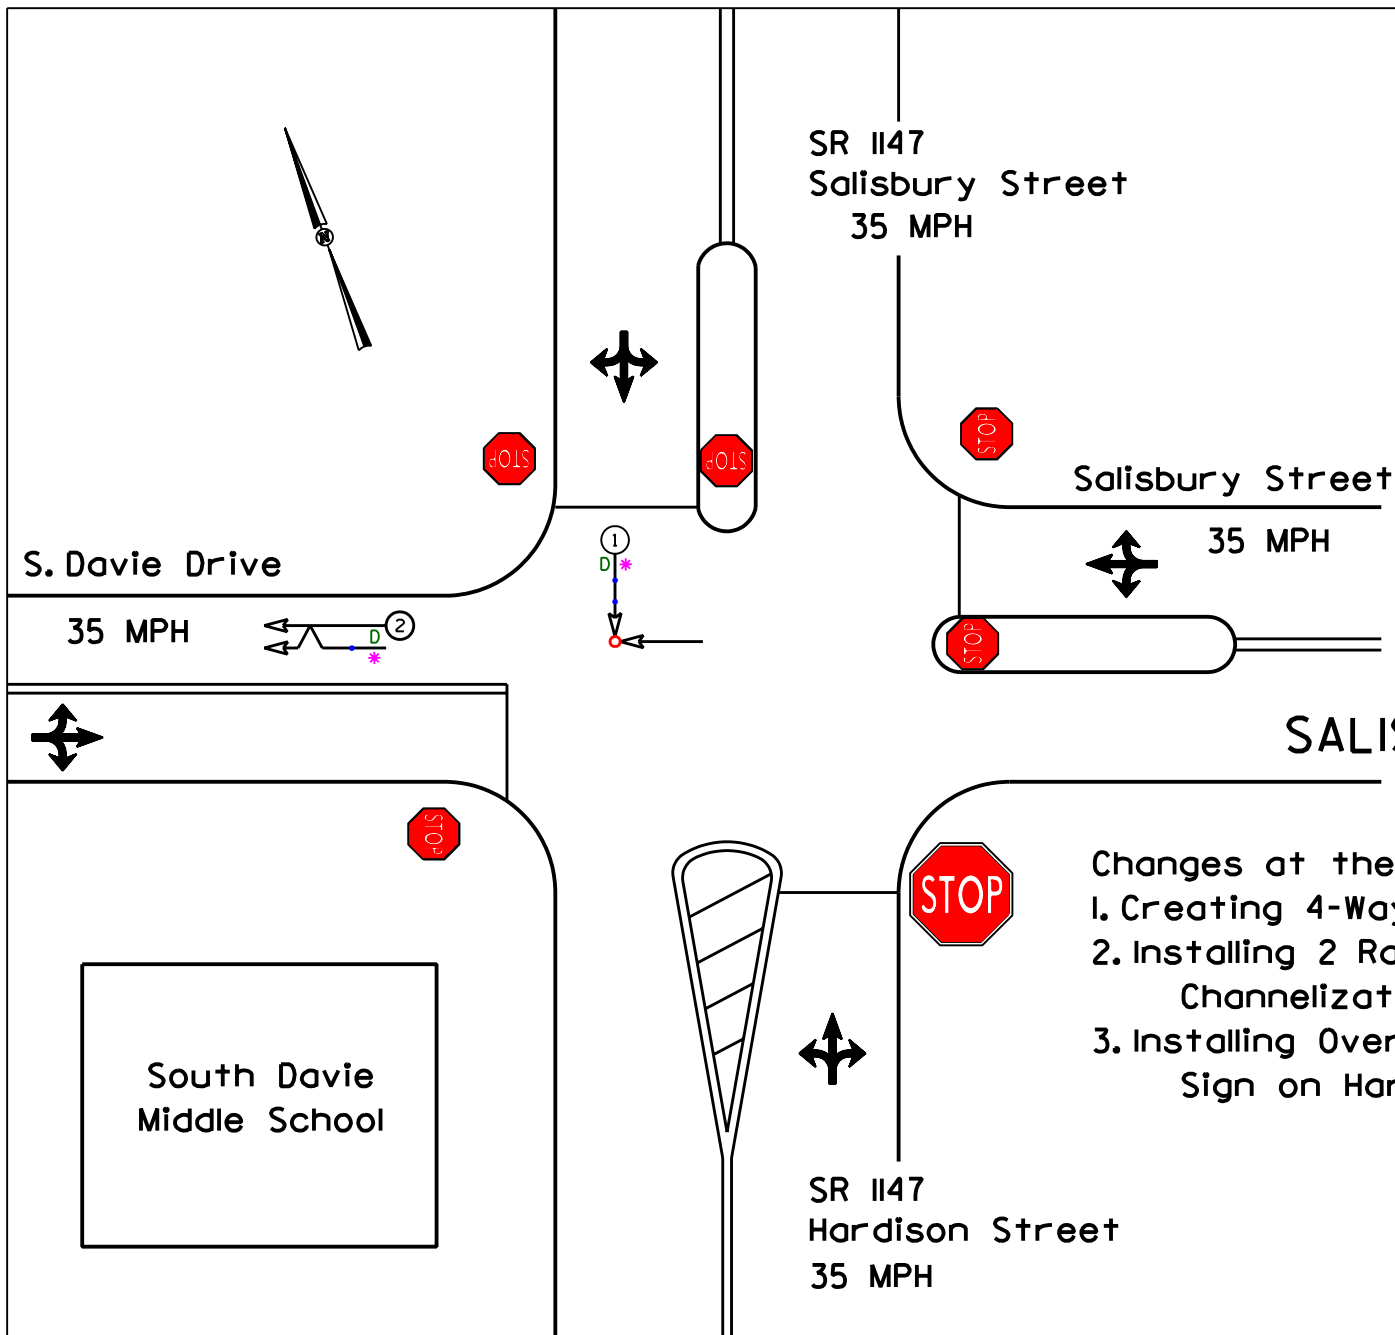 SR 1147
Salisbury Street
35 MPH
N
STOP
STOP
STOP
Salisbury Street
35 MPH
1
D
S. Davie Drive
35 MPH
2
D
STOP
SALIS
STOP
STOP
Changes at the
1. Creating 4-Way
2. Installing 2 Ra
Channelizat
3. Installing Over
Sign on Har
South Davie
Middle School
SR 1147
Hardison Street
35 MPH